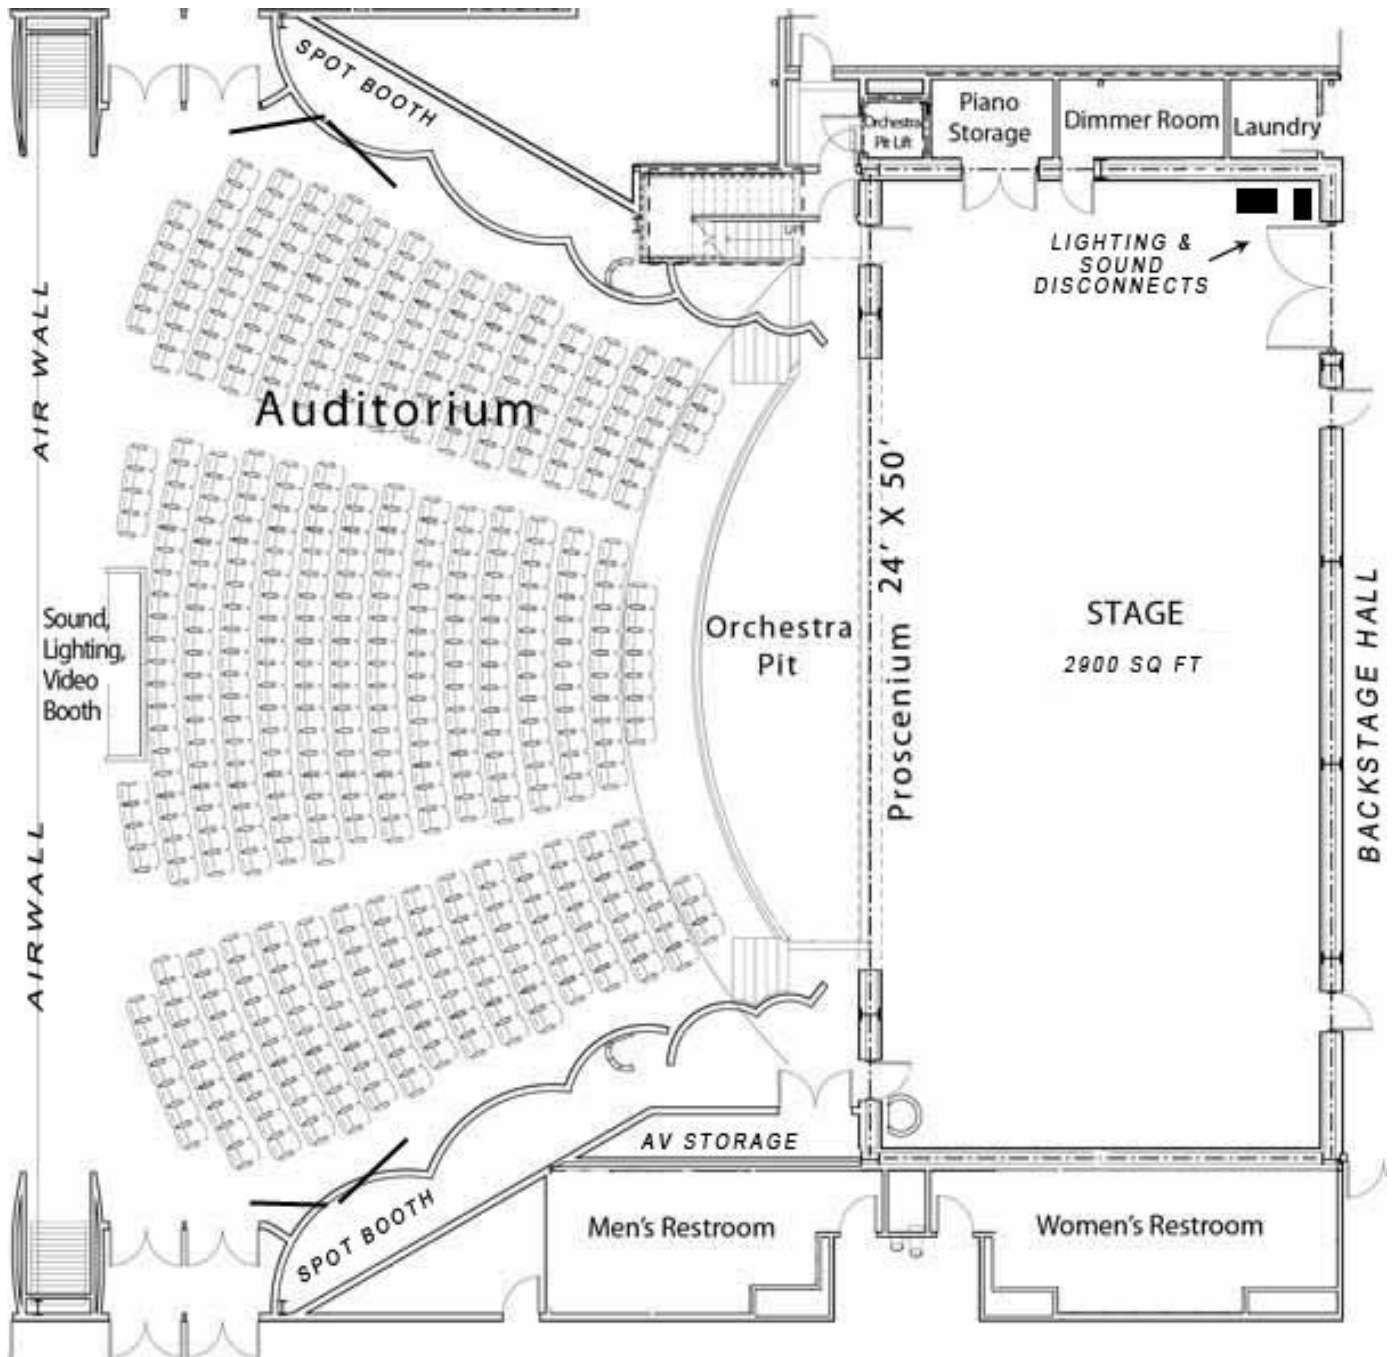 SPOT BOOTH
Orchestra
Pit Lift
Piano
Storage
Dimmer Room
Laundry
UP
LIGHTING &
SOUND
DISCONNECTS
AIR WALL
Auditorium
Proscenium 24' X 50'
Sound,
Lighting,
Video
Booth
Orchestra
Pit
STAGE
2900 SQ FT
BACKSTAGE HALL
AIRWALL
AV STORAGE
SPOT BOOTH
Men's Restroom
Women's Restroom